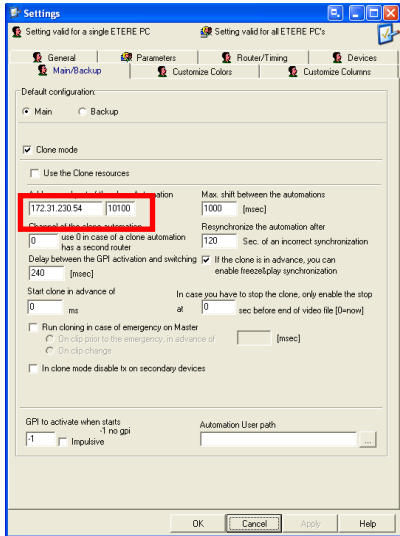 Settings
Setting valid for a single ETERE PC
Setting valid for all ETERE PC's
General
Parameters
Router/Timing
Devices
Main/Backup
Customize Colors
Customize Columns
Default configuration:
Main
Backup
Clone mode
Use the Clone resources
Automation
Max. shift between the automations
172.31.230.54
10100
1000
[msec]
Channel of the clone automation
Resynchronize the automation after
0
use 0 in case of a clone automation
has a second router
120
Sec. of an incorrect synchronization
Delay between the GPI activation and switching
If the clone is in advance, you can
enable freeze&play synchronization
240
[msec]
Start clone in advance of
In case you have to stop the clone, only enable the stop
0
ms
at
0
sec before end of video file [0=now]
Run cloning in case of emergency on Master
On clip prior to the emergency, in advance of
[msec]
On clip change
In clone mode disable tx on secondary devices
GPI to activate when starts
-1 no gpi
Automation User path
-1
Impulsive
...
OK
Cancel
Apply
Help